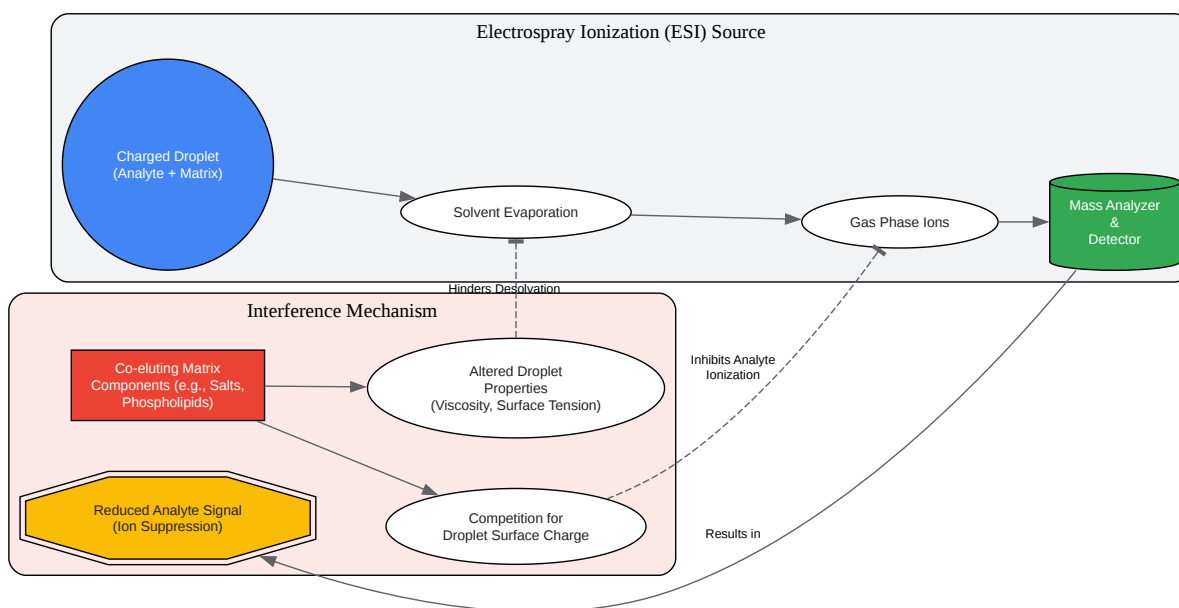 Electrospray Ionization (ESI) Source
Charged Droplet
(Analyte + Matrix)
Solvent Evaporation
Gas Phase Ions
Mass Analyzer
&
Detector
Hinders Desolvation
Interference Mechanism
Co-eluting Matrix
Components (e.g., Salts,
Phospholipids)
Altered Droplet
Properties
(Viscosity, Surface Tension)
Inhibits Analyte
Ionization
Reduced Analyte Signal
(Ion Suppression)
Competition for
Droplet Surface Charge
Results in